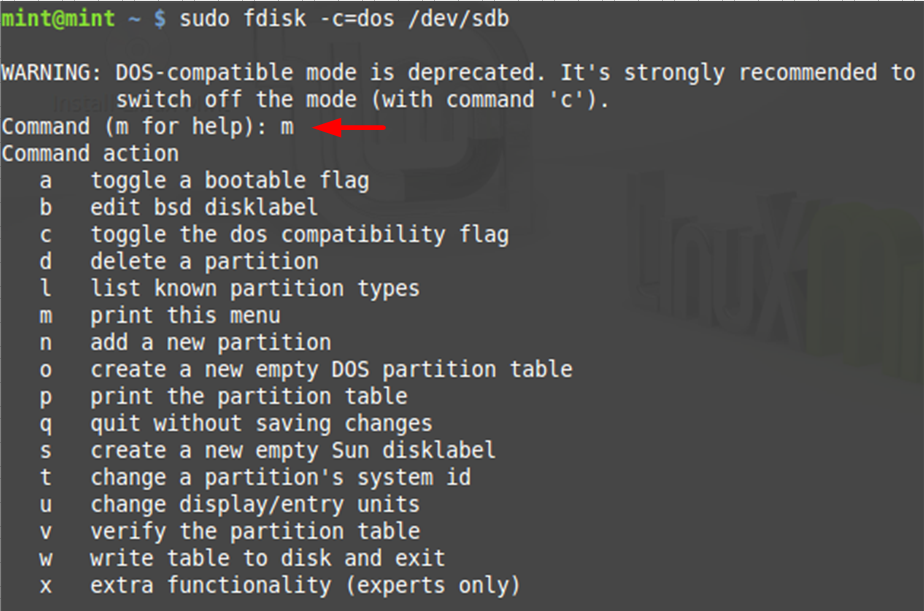 mint@mint ~ $ sudo fdisk -c=dos /dev/sdb
WARNING: DOS-compatible mode is deprecated. It's strongly recommended to
switch off the mode (with command 'c').
Command (m for help): m
Command action
a   toggle a bootable flag
b   edit bsd disklabel
c   toggle the dos compatibility flag
d   delete a partition
l   list known partition types
m   print this menu
n   add a new partition
o   create a new empty DOS partition table
p   print the partition table
q   quit without saving changes
s   create a new empty Sun disklabel
t   change a partition's system id
u   change display/entry units
v   verify the partition table
w   write table to disk and exit
x   extra functionality (experts only)